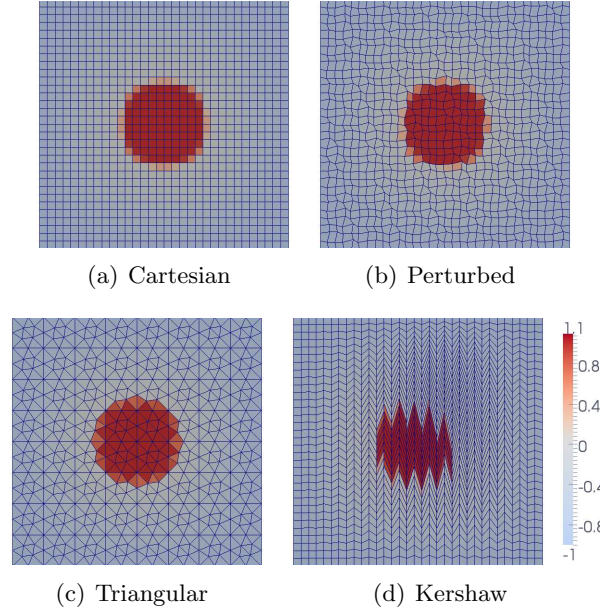 (a) Cartesian
(b) Perturbed
1.1
0.8
0.4
0
-0.4
-0.8
-1
(c) Triangular
(d) Kershaw